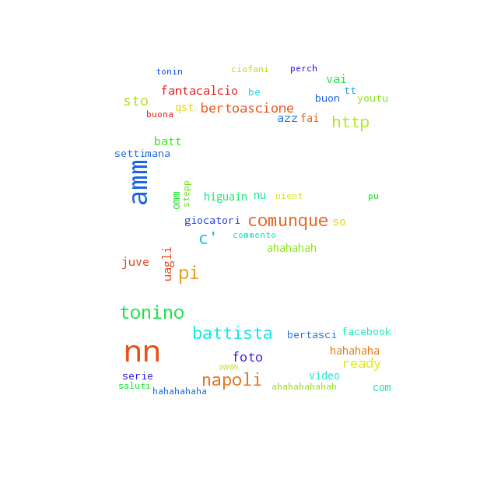 tonin ciofani perch
vai
fantacalcio be tt
sto qst bertoascione buon youtu
buona azz fai http
batt
settimana
amm
omm stepp higuain nu nient pu
giocatori comunque so
c' commento
ahahahah
juve uagli pi
tonino
battista bertasci facebook
nn foto hahahaha
www ready
serie napoli video
saluti hahahahaha ahahahahahah com